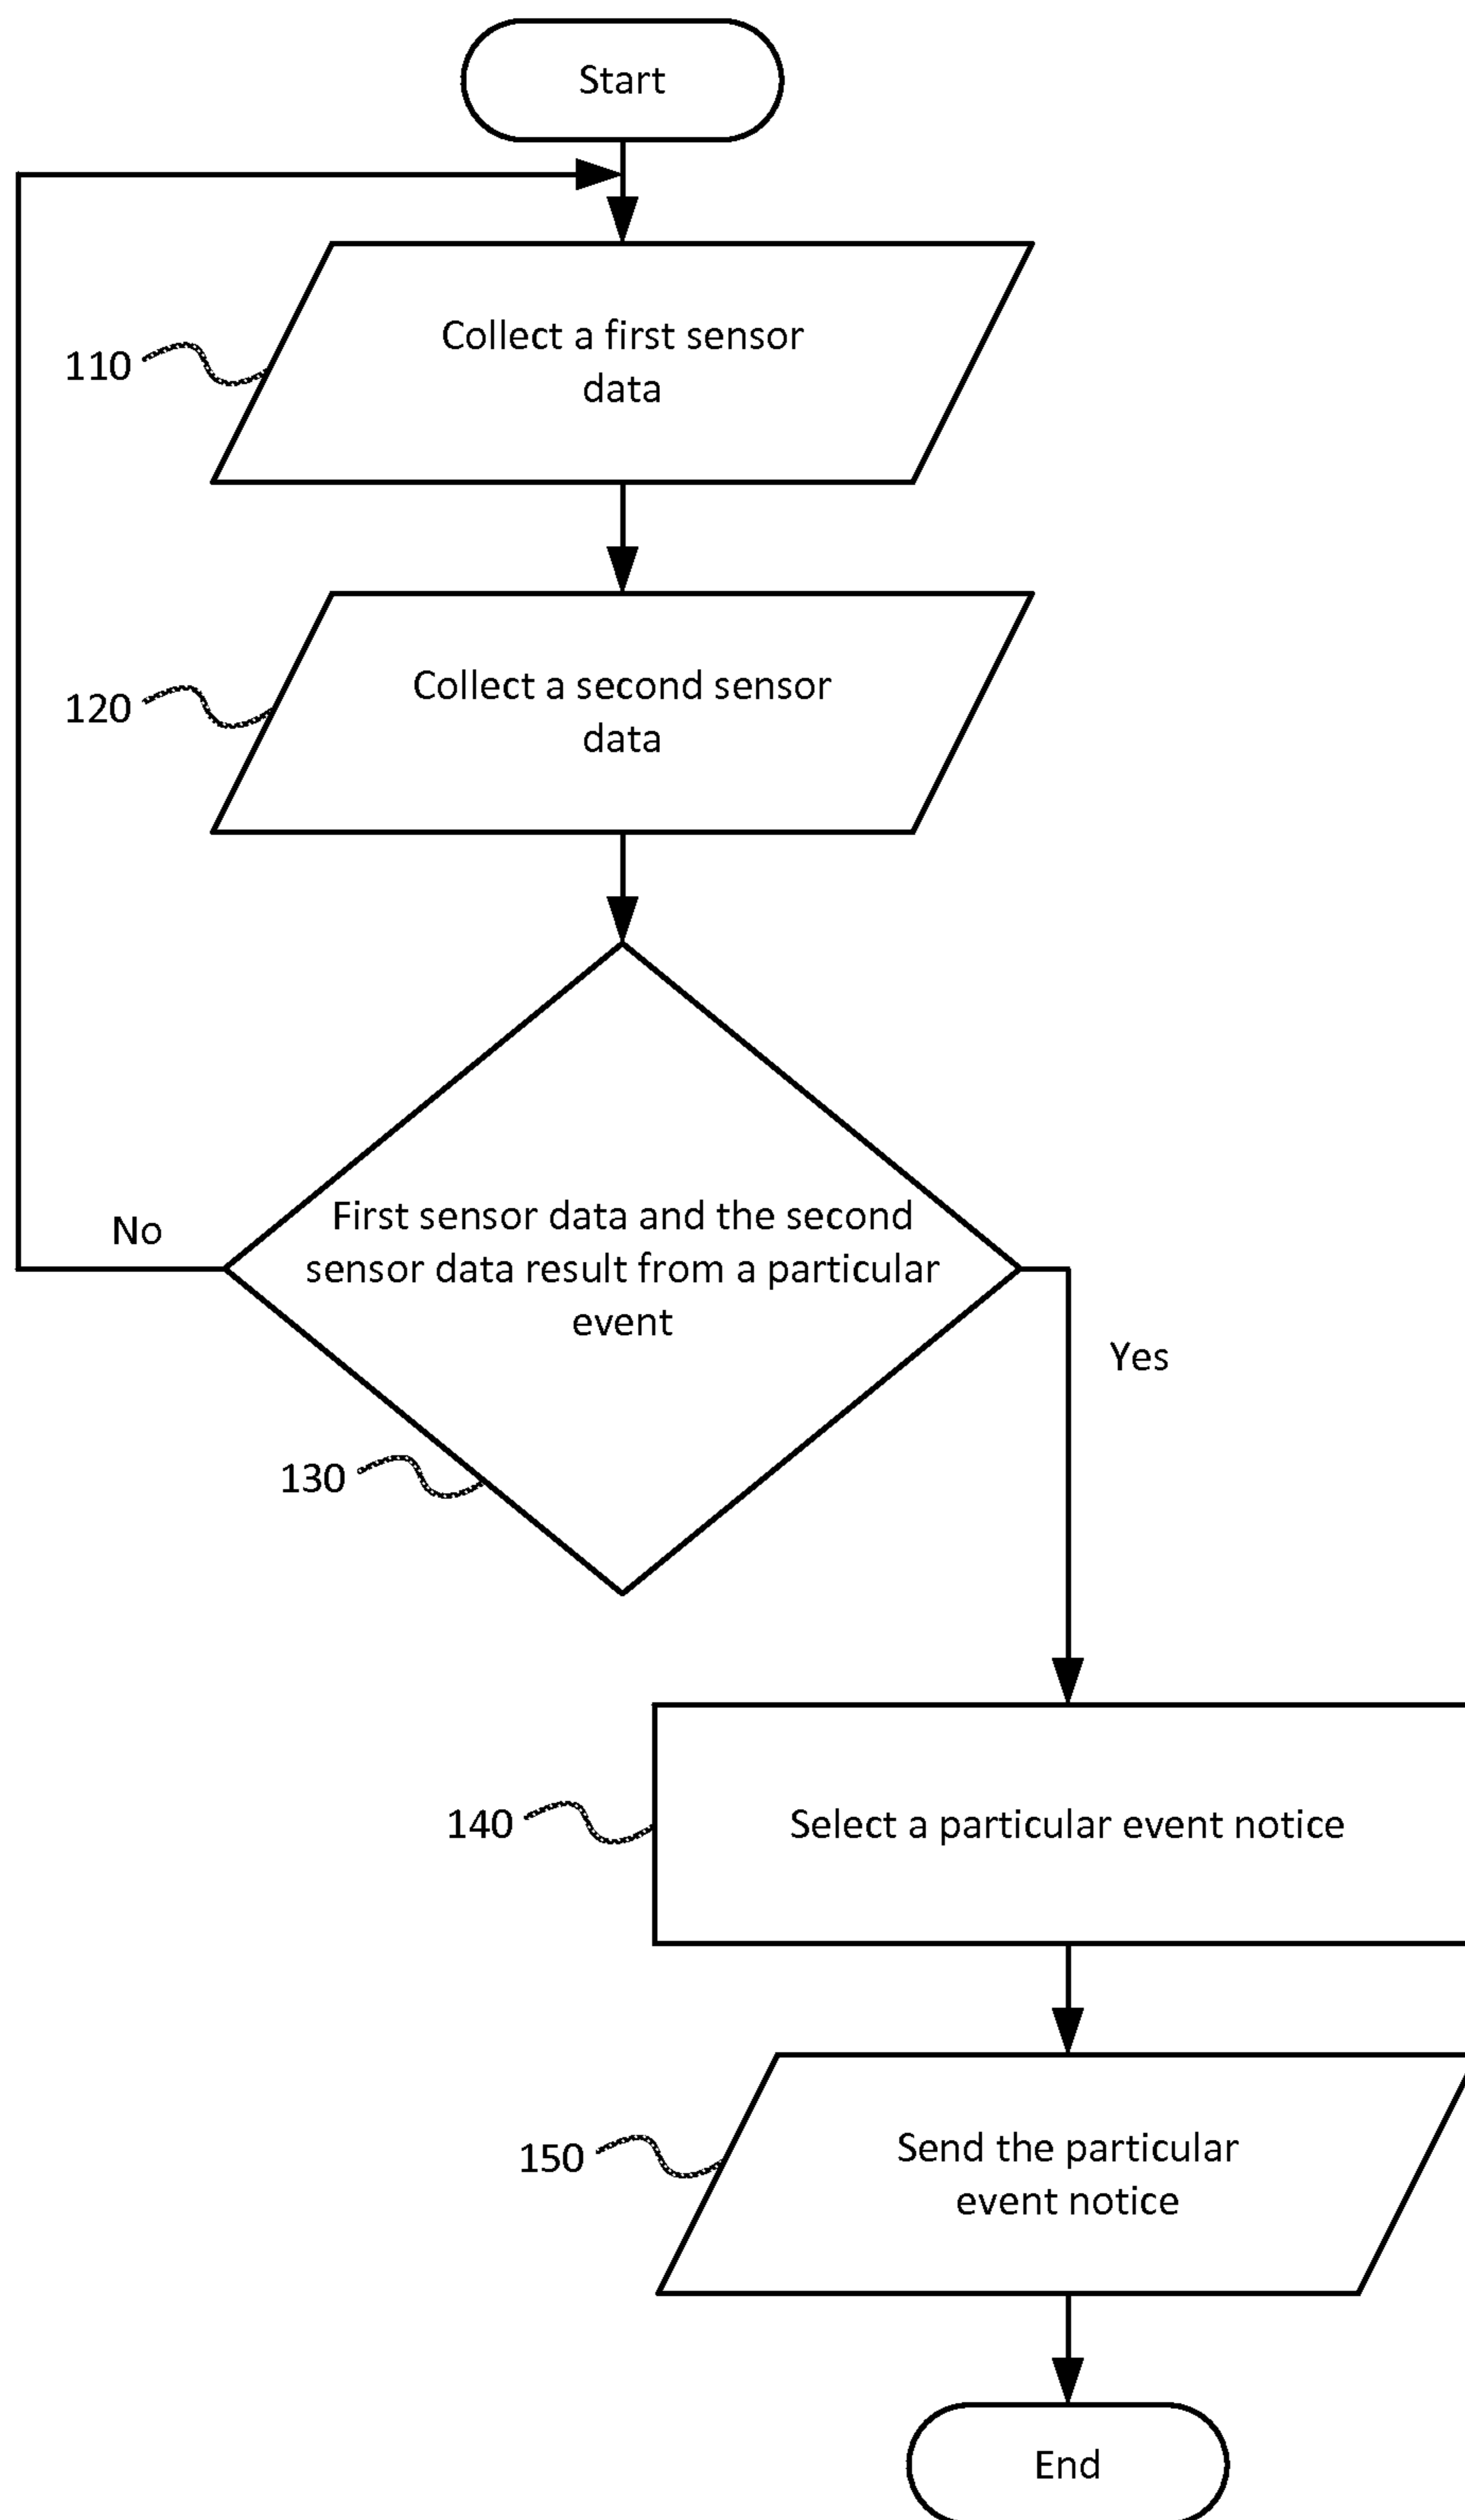 Start
110
Collect a first sensor
data
120
Collect a second sensor
data
No
First sensor data and the second
sensor data result from a particular
event
Yes
130
140
Select a particular event notice
150
Send the particular
event notice
End